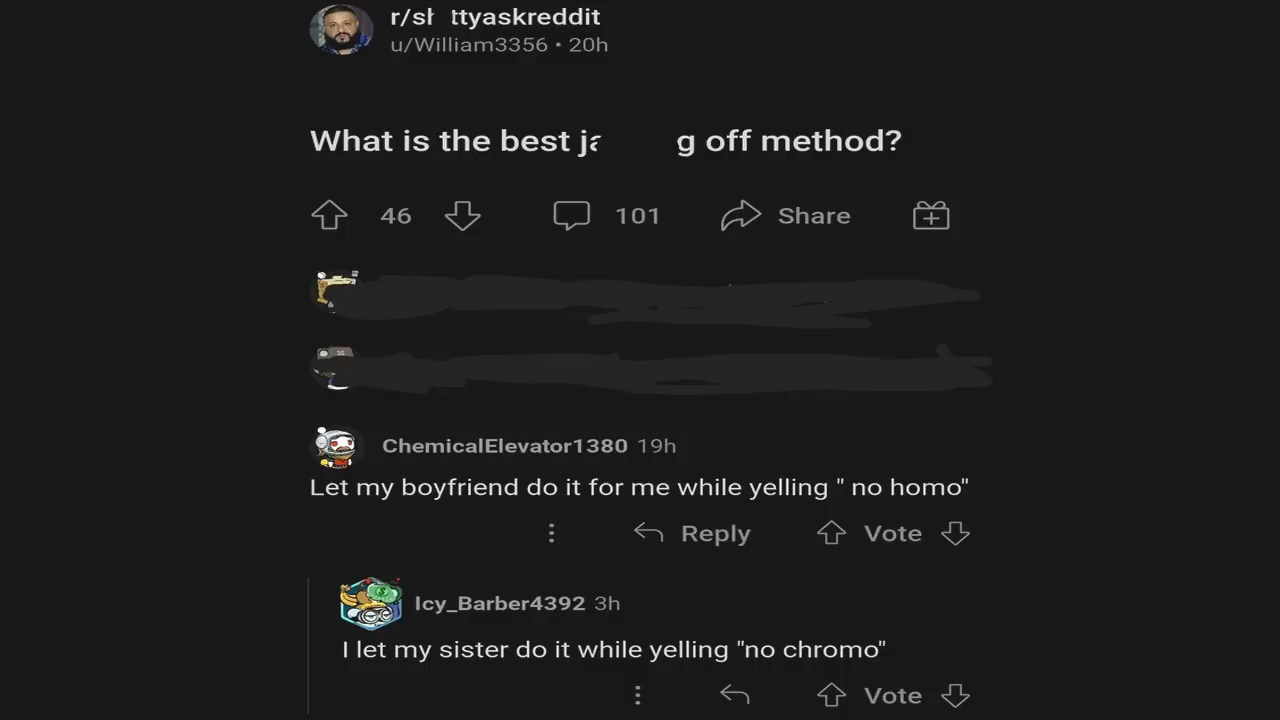 r/s ttyaskreddit
u/William3356 • 20h
What is the best j g off method?
46 101 Share
ChemicalElevator1380 19h
Let my boyfriend do it for me while yelling " no homo"
Reply Vote
Icy_Barber4392 3h
I let my sister do it while yelling "no chromo"
Vote